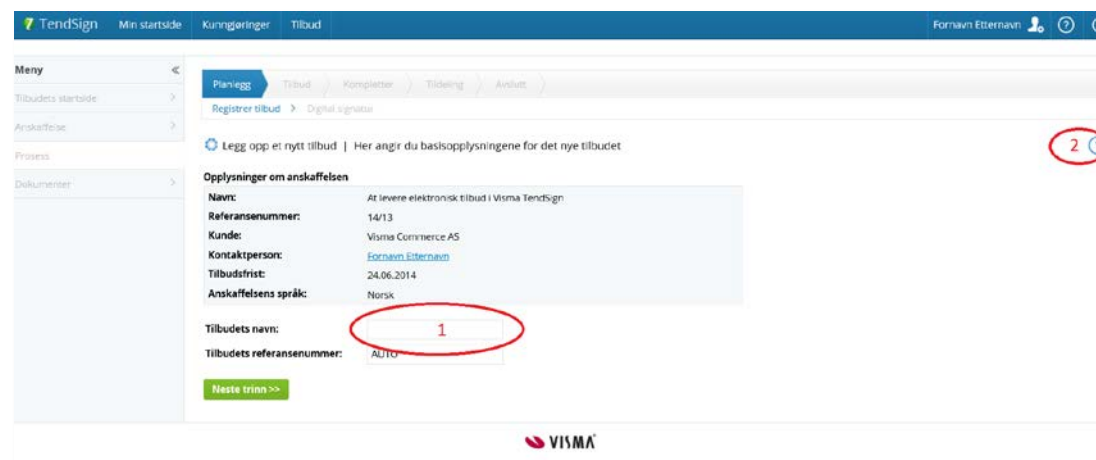 TendSign Min startside Kunngjøringer Tilbud Fornavn Etternavn
Meny
Planlegg Tilbud Kompletter Tildeling Avslutt
Tilbudets startside
Registrer tilbud > Digital signatur
Anskaffelse
Legg opp et nytt tilbud | Her angir du basisopplysningene for det nye tilbudet
2
Prosess
Opplysninger om anskaffelsen
Dokumenter
Navn: At levere elektronisk tilbud i Visma TendSign
Referansenummer: 14/13
Kunde: Visma Commerce AS
Kontaktperson: Fornavn Etternavn
Tilbudsfrist: 24.06.2014
Anskaffelsens språk: Norsk
Tilbudets navn: 1
Tilbudets referansenummer: AUTO
Neste trinn >>
VISMA